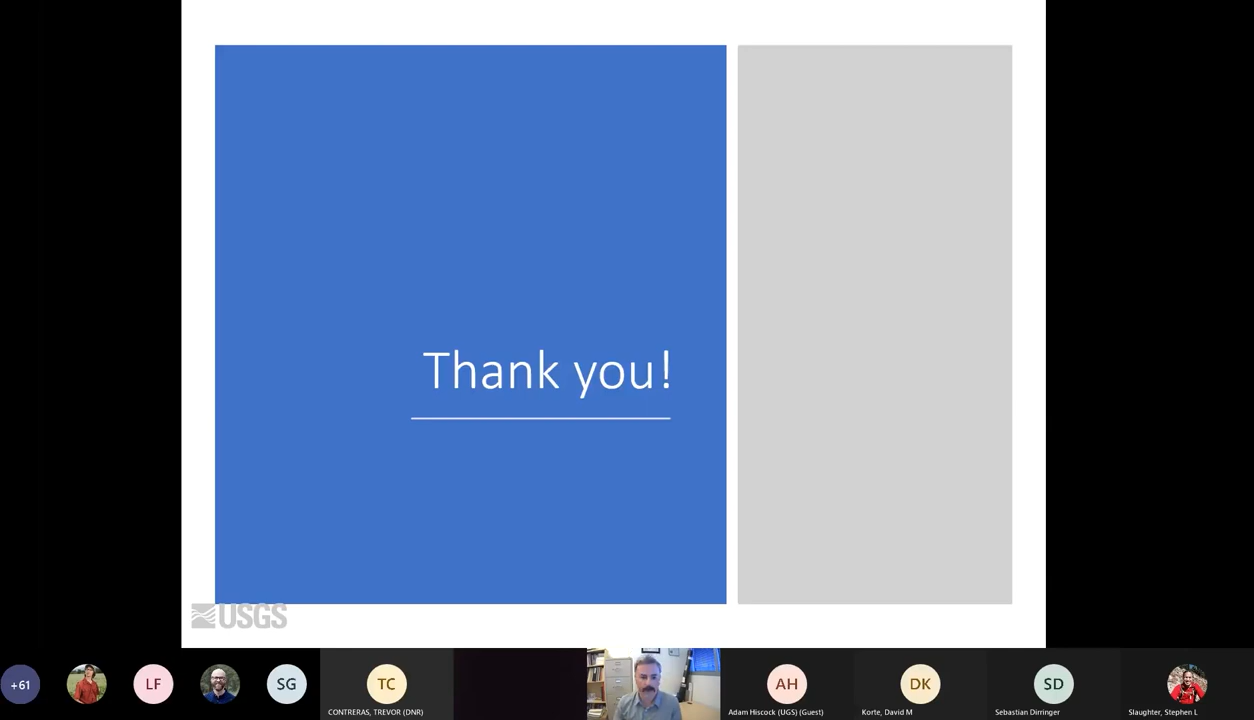 Thank you!
USGS
+61
LF
SG
TC
CONTRERAS, TREVOR (DNR)
AH
Adam Hiscock (UGS) (Guest)
DK
Korte, David M
SD
Sebastian Dirringer
Slaughter, Stephen L